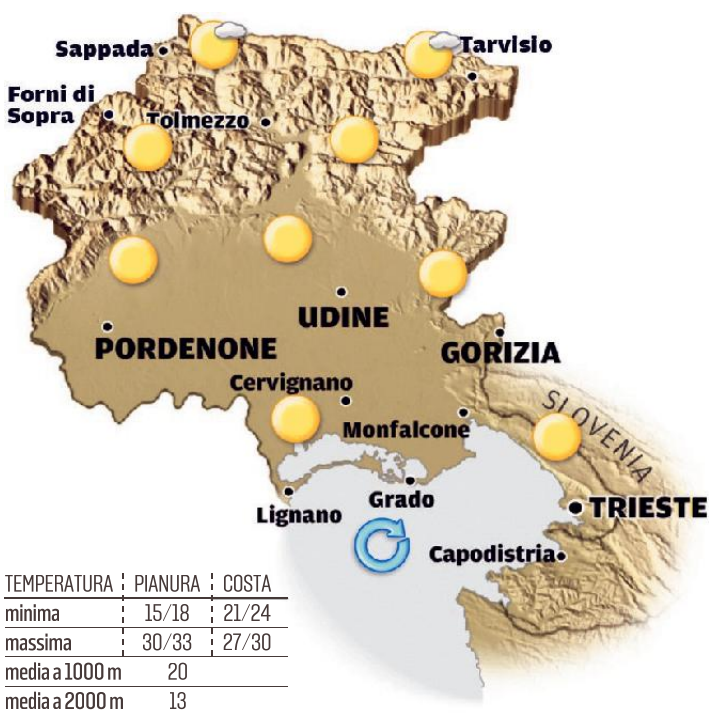 Sappada
Tarvisio
Forni di
Sopra
Tolmezzo
UDINE
PORDENONE
GORIZIA
Cervignano
SLOVENIA
Monfalcone
Grado
Lignano
TRIESTE
Capodistria
TEMPERATURA PIANURA COSTA
minima 15/18 21/24
massima 30/33 27/30
media a 1000 m 20
media a 2000 m 13